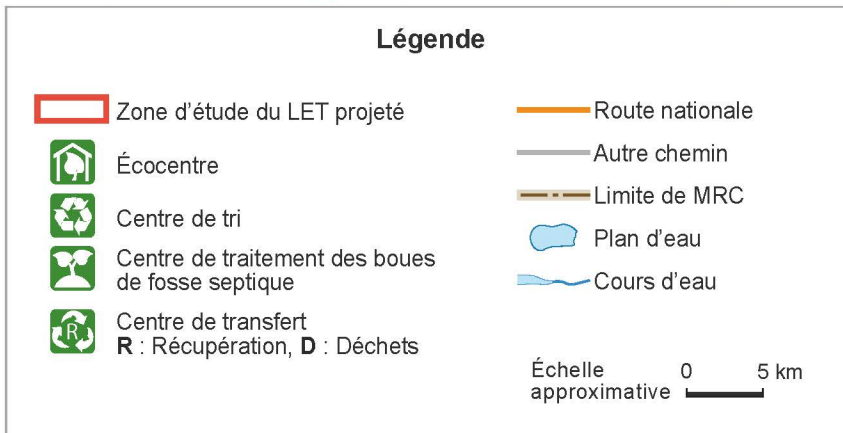 Légende
Zone d'étude du LET projeté
Écocentre
Centre de tri
Centre de traitement des boues
de fosse septique
R
Centre de transfert
R : Récupération, D : Déchets
Route nationale
Autre chemin
Limite de MRC
Plan d'eau
Cours d'eau
Échelle
approximative
0 5 km